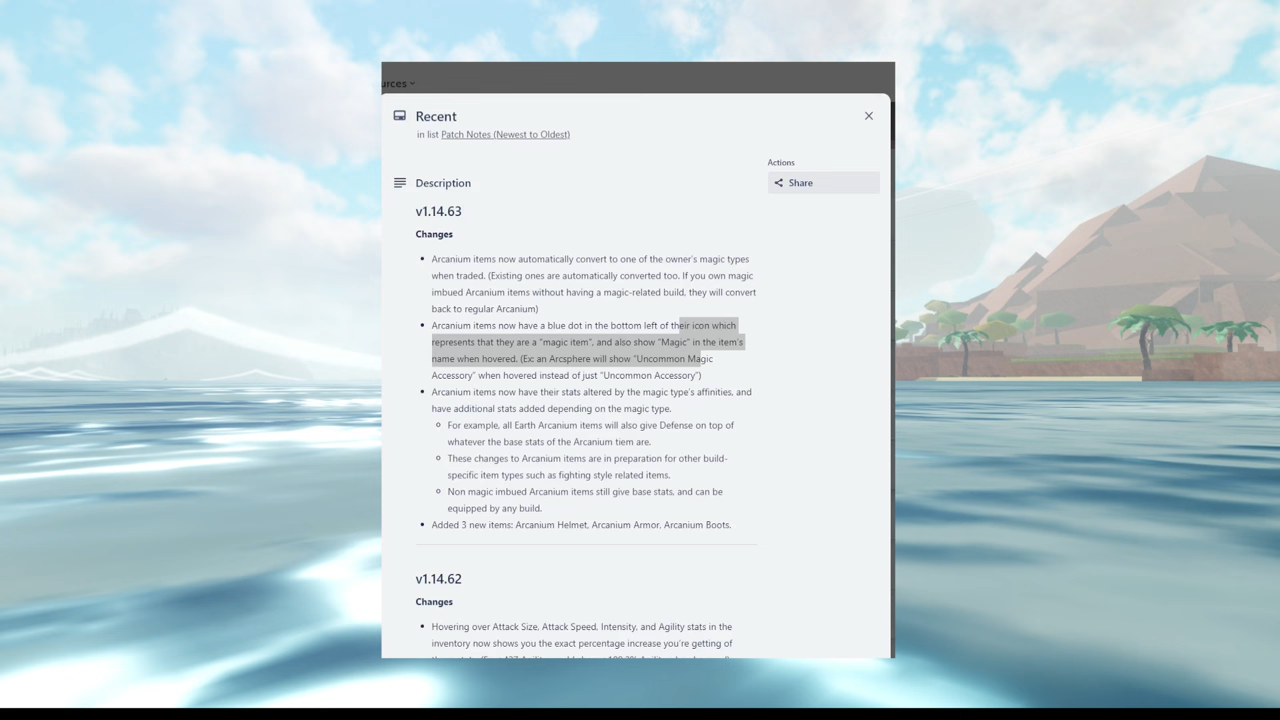 urces
Recent
in list Patch Notes (Newest to Oldest)
Actions
Share
Description
v1.14.63
Changes
Arcanium items now automatically convert to one of the owner's magic types
when traded. (Existing ones are automatically converted too. If you own magic
imbued Arcanium items without having a magic-related build, they will convert
back to regular Arcanium)
Arcanium items now have a blue dot in the bottom left of their icon which
represents that they are a "magic item", and also show "Magic" in the item's
name when hovered. (Ex: an Arcsphere will show "Uncommon Magic
Accessory" when hovered instead of just "Uncommon Accessory")
Arcanium items now have their stats altered by the magic type's affinities, and
have additional stats added depending on the magic type.
For example, all Earth Arcanium items will also give Defense on top of
whatever the base stats of the Arcanium tiem are.
These changes to Arcanium items are in preparation for other build-
specific item types such as fighting style related items.
Non magic imbued Arcanium items still give base stats, and can be
equipped by any build.
Added 3 new items: Arcanium Helmet, Arcanium Armor, Arcanium Boots.
v1.14.62
Changes
Hovering over Attack Size, Attack Speed, Intensity, and Agility stats in the
inventory now shows you the exact percentage increase you're getting of